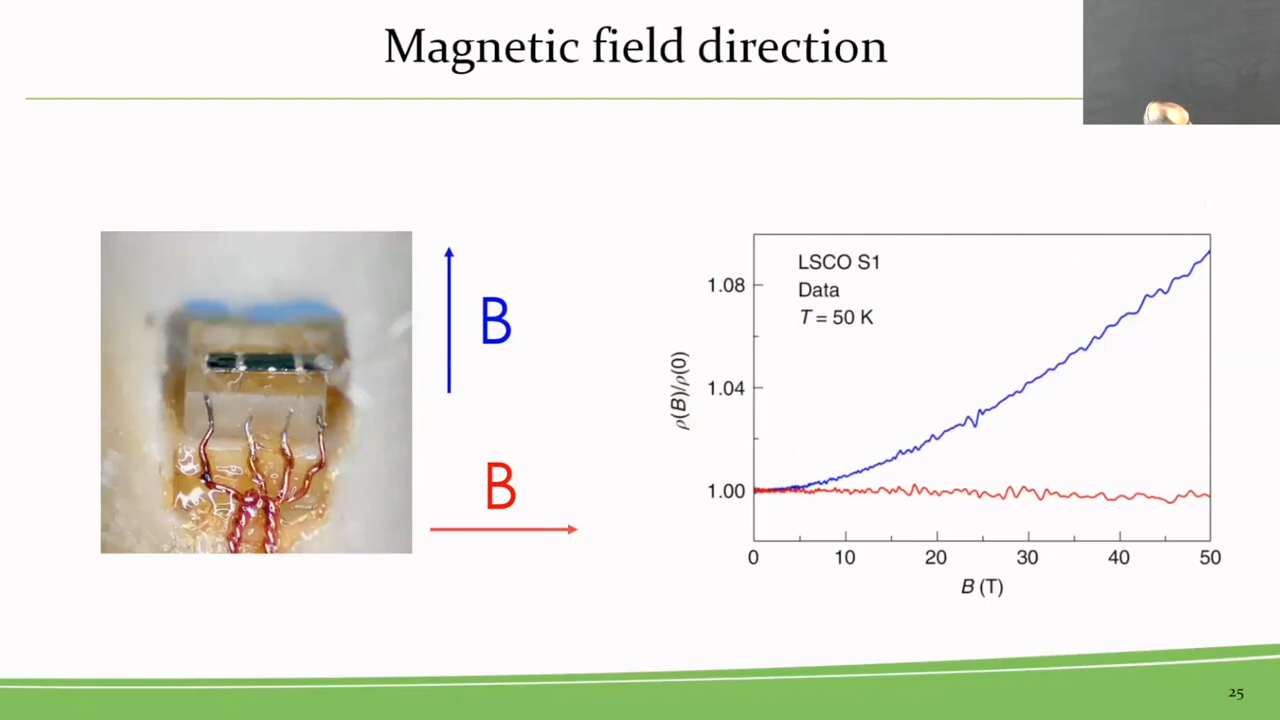 Magnetic field direction
B
B
LSCO S1
Data
T = 50 K
ρ(B)/ρ(0)
1.08
1.04
1.00
0 10 20 30 40 50
B (T)
25